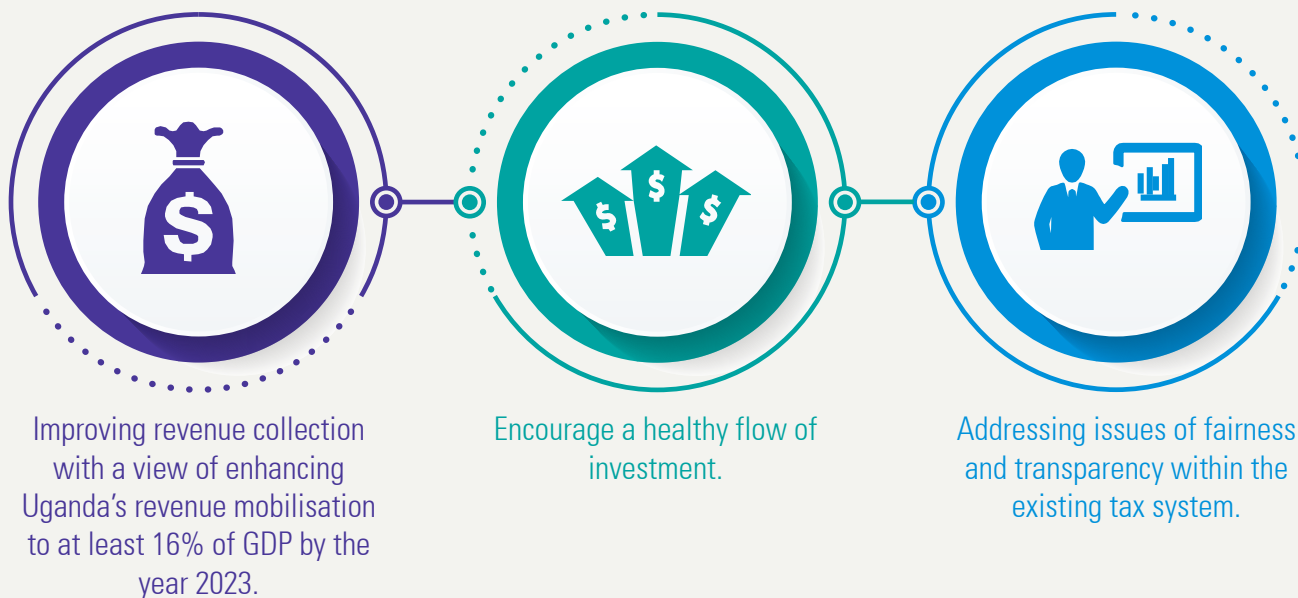 $
$
$
$
Improving revenue collection
with a view of enhancing
Uganda's revenue mobilisation
to at least 16% of GDP by the
year 2023.
Encourage a healthy flow of
investment.
Addressing issues of fairness
and transparency within the
existing tax system.